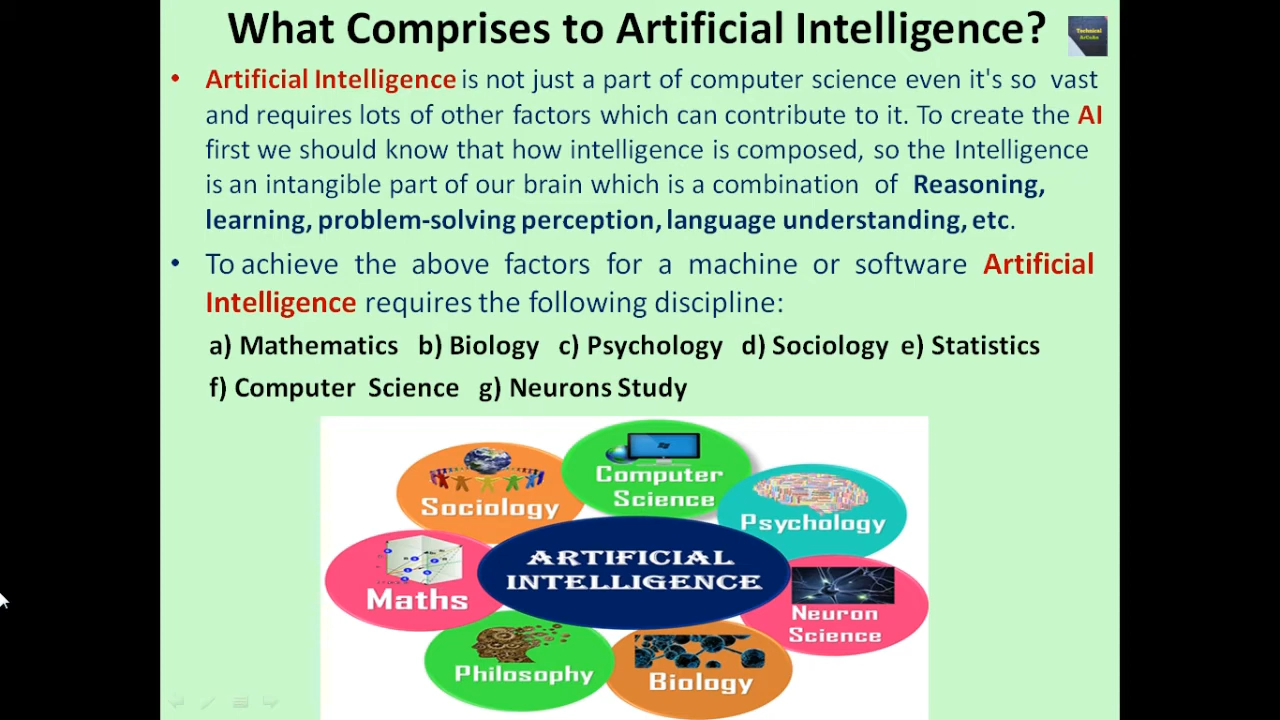 What Comprises to Artificial Intelligence?
Technical
• Artificial Intelligence is not just a part of computer science even it's so vast
and requires lots of other factors which can contribute to it. To create the AI
first we should know that how intelligence is composed, so the Intelligence
is an intangible part of our brain which is a combination of Reasoning,
learning, problem-solving perception, language understanding, etc.
• To achieve the above factors for a machine or software Artificial
Intelligence requires the following discipline:
a) Mathematics b) Biology c) Psychology d) Sociology e) Statistics
f) Computer Science g) Neurons Study
Computer
Science
Sociology
Psychology
ARTIFICIAL
INTELLIGENCE
Maths
Neuron
Science
Philosophy
Biology